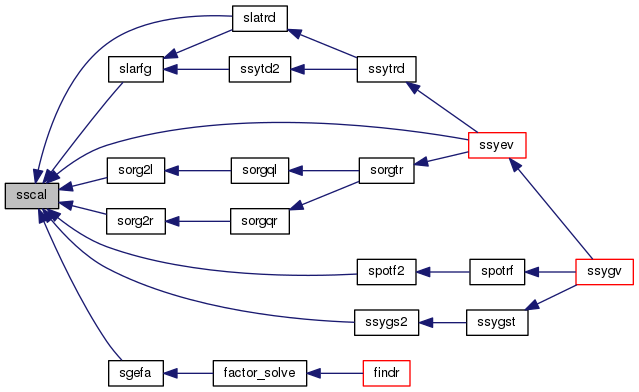 slatrd
slarfg
ssytd2
ssytrd
ssyev
sorg2l
sorgql
sorgtr
sscal
sorg2r
sorgqr
spotf2
spotrf
ssygv
ssygs2
ssygst
sgefa
factor_solve
findr